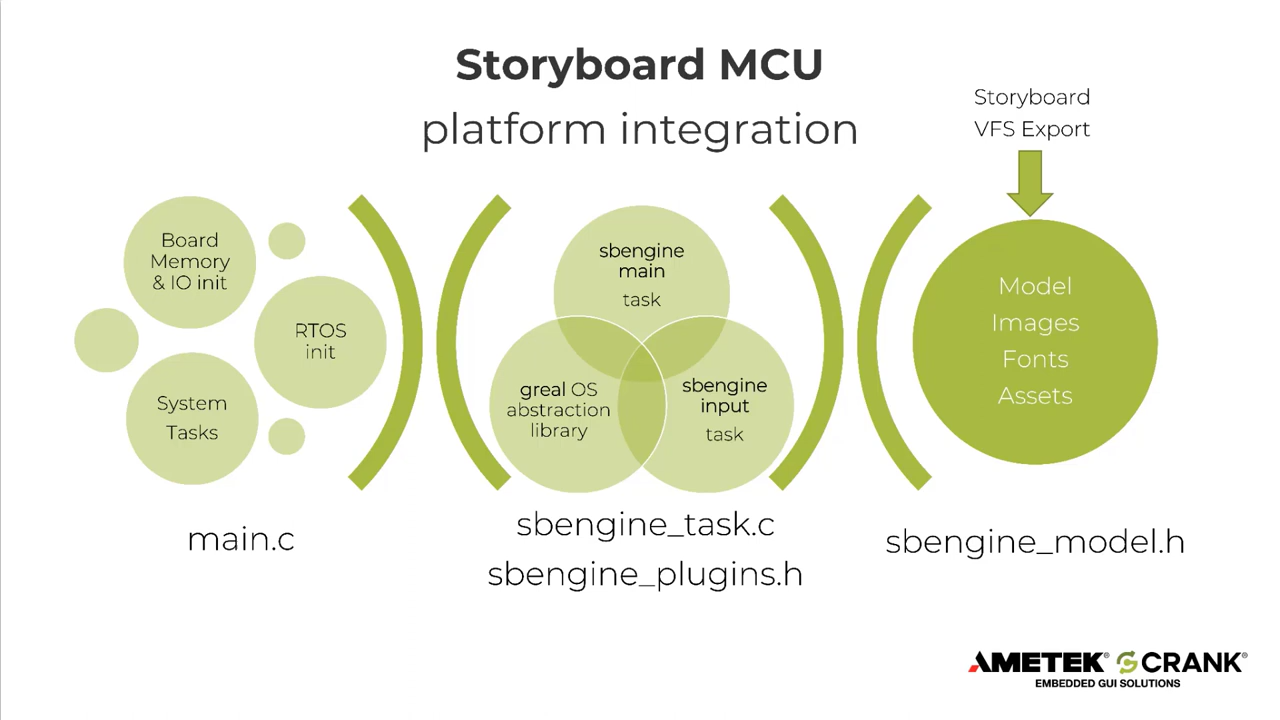 Storyboard MCU
platform integration
Storyboard
VFS Export
Board
Memory
& IO init
RTOS
init
System
Tasks
main.c
sbengine
main
task
greal OS
abstraction
library
sbengine
input
task
sbengine_task.c
sbengine_plugins.h
Model
Images
Fonts
Assets
sbengine_model.h
AMETEK® CRANK®
EMBEDDED GUI SOLUTIONS